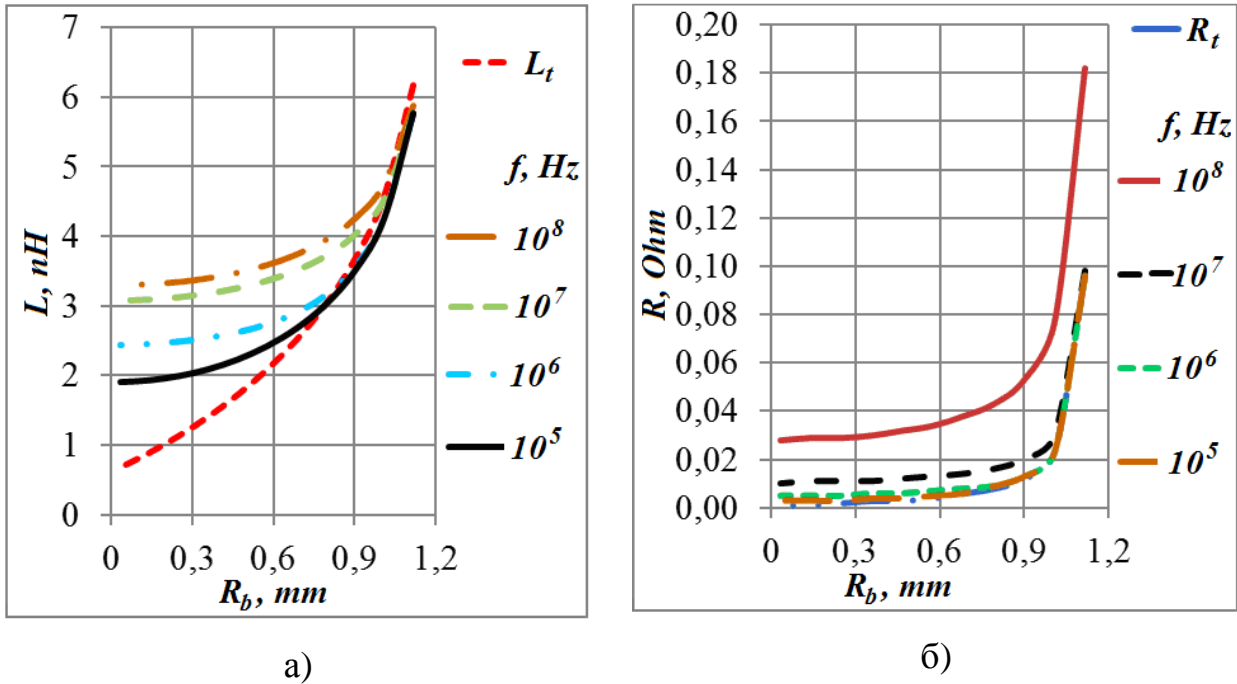 7
6
5
4
3
2
1
0
L, nH
0 0,3 0,6 0,9 1,2
R_b, mm
L_t
f, Hz
10^8
10^7
10^6
10^5
а)
0,20
0,18
0,16
0,14
0,12
0,10
0,08
0,06
0,04
0,02
0,00
R, Ohm
0 0,3 0,6 0,9 1,2
R_b, mm
R_t
f, Hz
10^8
10^7
10^6
10^5
б)